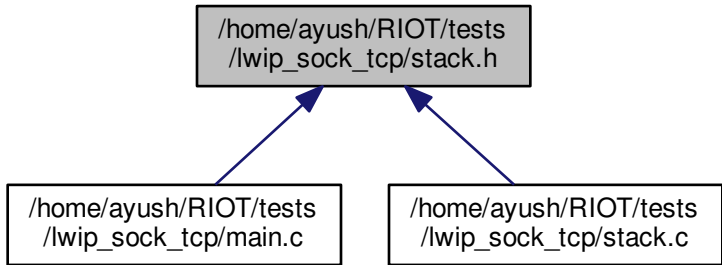 /home/ayush/RIOT/tests
/lwip_sock_tcp/stack.h
/home/ayush/RIOT/tests
/lwip_sock_tcp/main.c
/home/ayush/RIOT/tests
/lwip_sock_tcp/stack.c